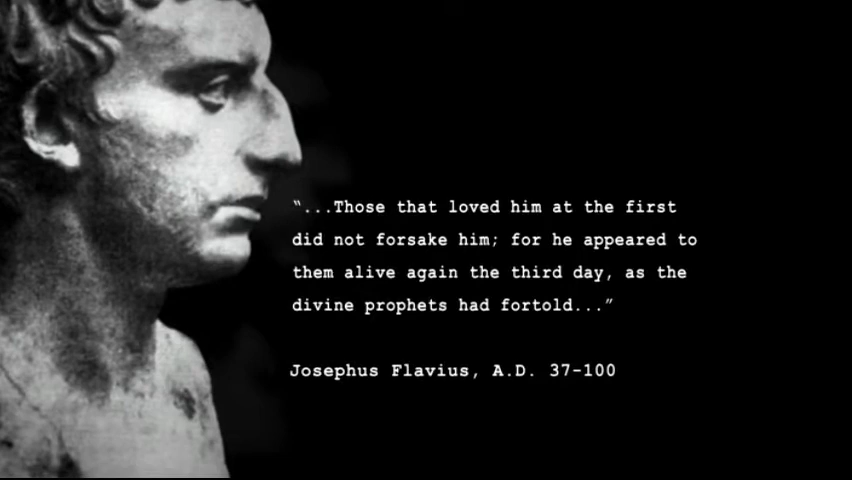 “...Those that loved him at the first
did not forsake him; for he appeared to
them alive again the third day, as the
divine prophets had fortold...”
Josephus Flavius, A.D. 37-100